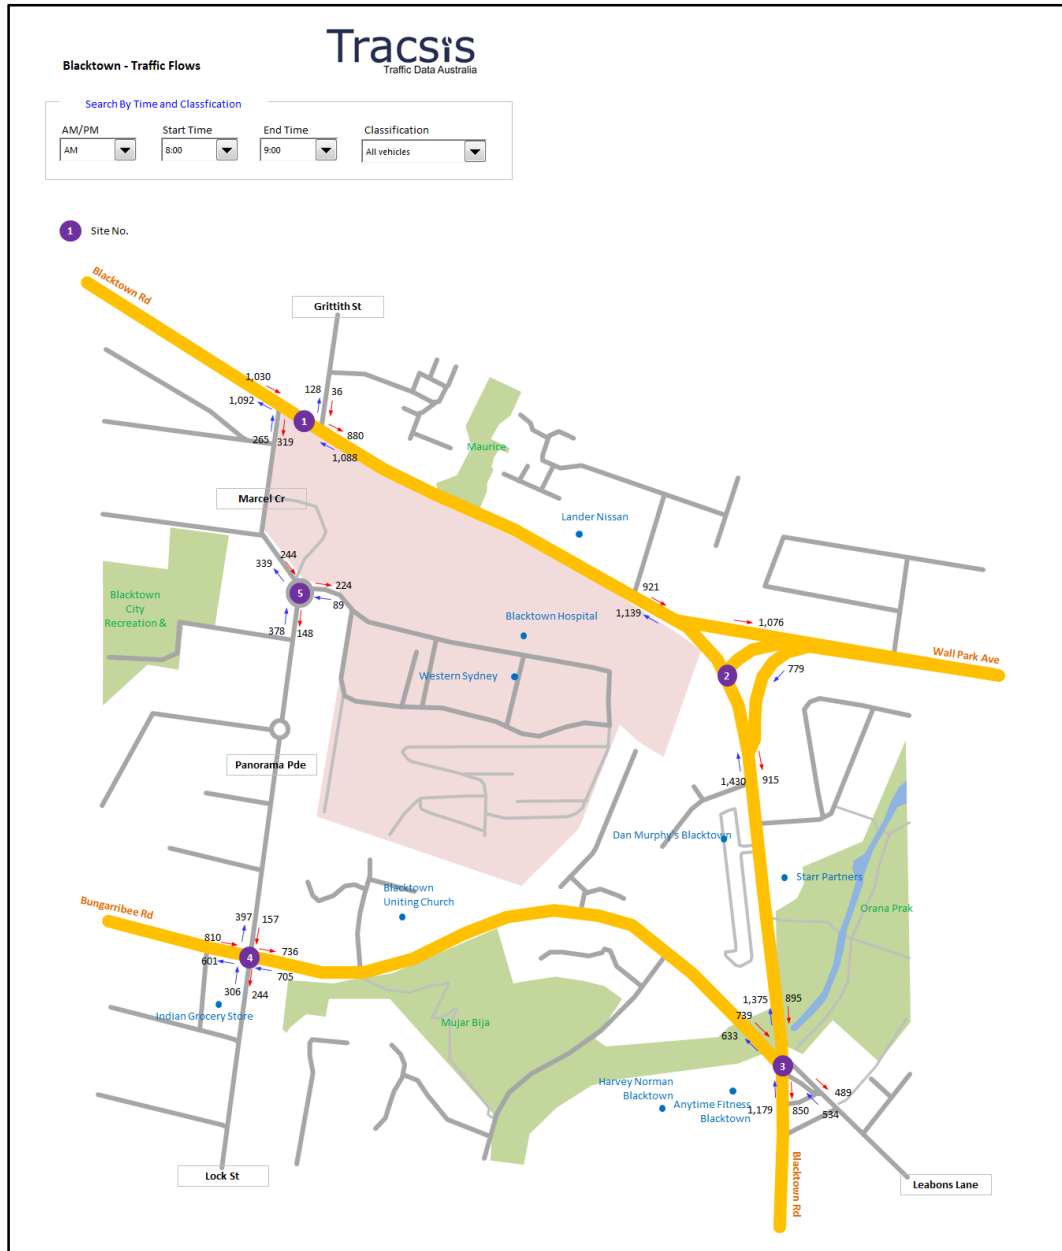 Tracsis
Traffic Data Australia
Blacktown - Traffic Flows
Search By Time and Classfication
AM/PM
Start Time
End Time
Classification
AM
8:00
9:00
All vehicles
1
Site No.
Blacktown Rd
Grittith St
1,030
128
36
1,092
1
265
319
880
1,088
Maurice
Marcel Cr
Lander Nissan
244
339
224
5
89
378
148
921
1,139
1,076
Blacktown
City
Recreation &
Blacktown Hospital
Wall Park Ave
Western Sydney
2
779
Panorama Pde
1,430
915
Dan Murphy's Blacktown
Starr Partners
Blacktown
Uniting Church
Orana Prak
Bungarribee Rd
397
157
810
736
4
601
705
306
244
Indian Grocery Store
Mujar Bija
1,375
895
739
633
3
Harvey Norman
Blacktown
Anytime Fitness
Blacktown
489
1,179
850
534
Blacktown Rd
Lock St
Leabons Lane